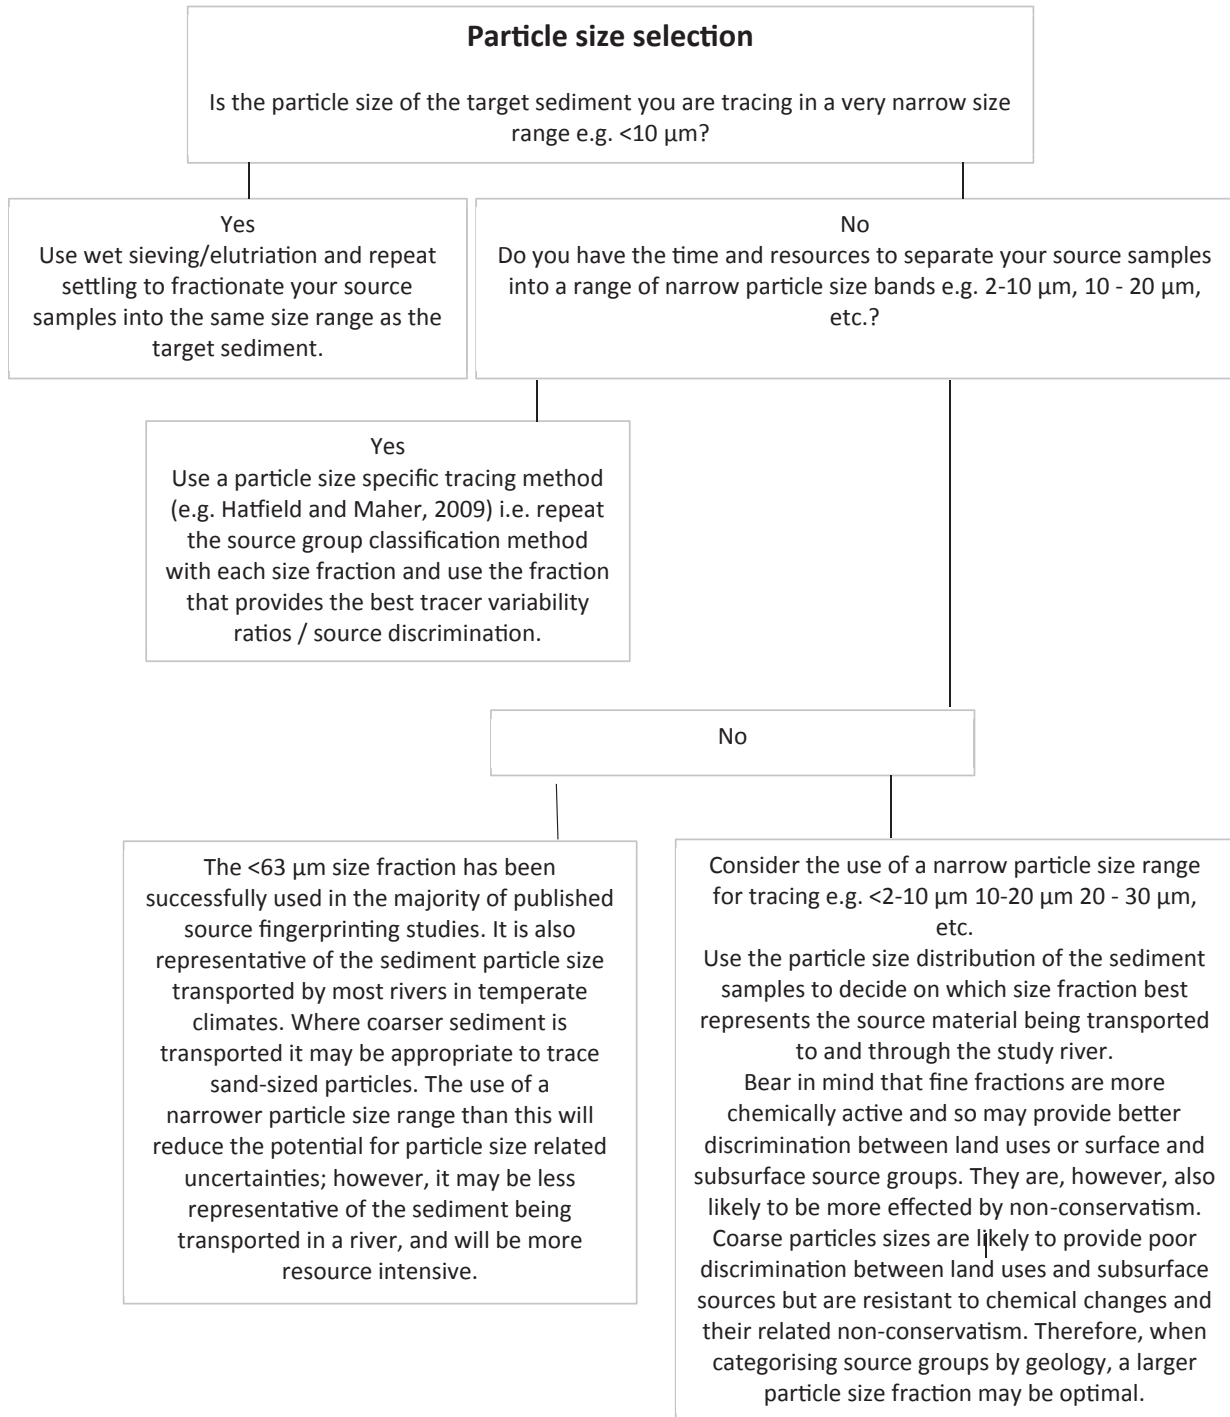 Particle size selection
Is the particle size of the target sediment you are tracing in a very narrow size
range e.g. <10 µm?
Yes
Use wet sieving/elutriation and repeat
settling to fractionate your source
samples into the same size range as the
target sediment.
No
Do you have the time and resources to separate your source samples
into a range of narrow particle size bands e.g. 2-10 µm, 10 - 20 µm,
etc.?
Yes
Use a particle size specific tracing method
(e.g. Hatfield and Maher, 2009) i.e. repeat
the source group classification method
with each size fraction and use the fraction
that provides the best tracer variability
ratios / source discrimination.
No
The <63 µm size fraction has been
successfully used in the majority of published
source fingerprinting studies. It is also
representative of the sediment particle size
transported by most rivers in temperate
climates. Where coarser sediment is
transported it may be appropriate to trace
sand-sized particles. The use of a
narrower particle size range than this will
reduce the potential for particle size related
uncertainties; however, it may be less
representative of the sediment being
transported in a river, and will be more
resource intensive.
Consider the use of a narrow particle size range
for tracing e.g. <2-10 µm 10-20 µm 20 - 30 µm,
etc.
Use the particle size distribution of the sediment
samples to decide on which size fraction best
represents the source material being transported
to and through the study river.
Bear in mind that fine fractions are more
chemically active and so may provide better
discrimination between land uses or surface and
subsurface source groups. They are, however, also
likely to be more effected by non-conservatism.
Coarse particles sizes are likely to provide poor
discrimination between land uses and subsurface
sources but are resistant to chemical changes and
their related non-conservatism. Therefore, when
categorising source groups by geology, a larger
particle size fraction may be optimal.